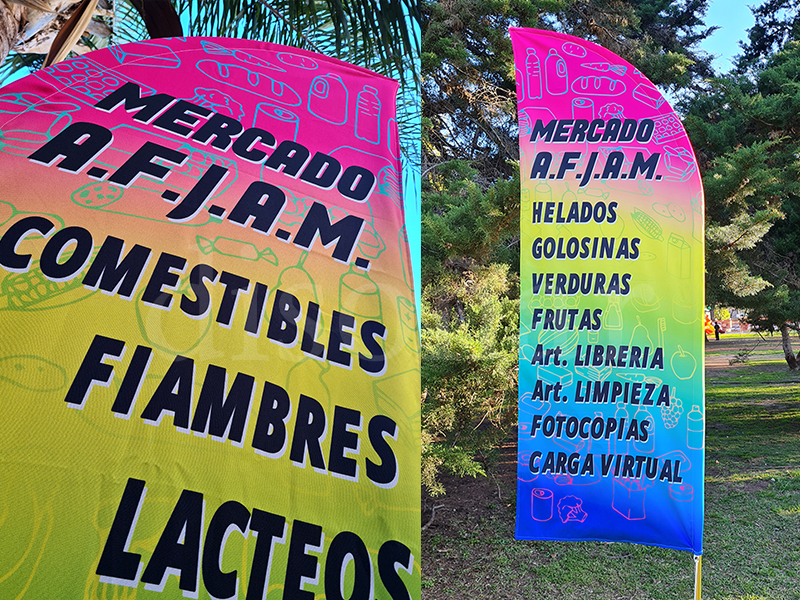 MERCADO
A.F.J.A.M.
COMESTIBLES
FIAMBRES
LACTEOS
MERCADO
A.F.J.A.M.
HELADOS
GOLOSINAS
VERDURAS
FRUTAS
Art. LIBRERIA
Art. LIMPIEZA
FOTOCOPIAS
CARGA VIRTUAL